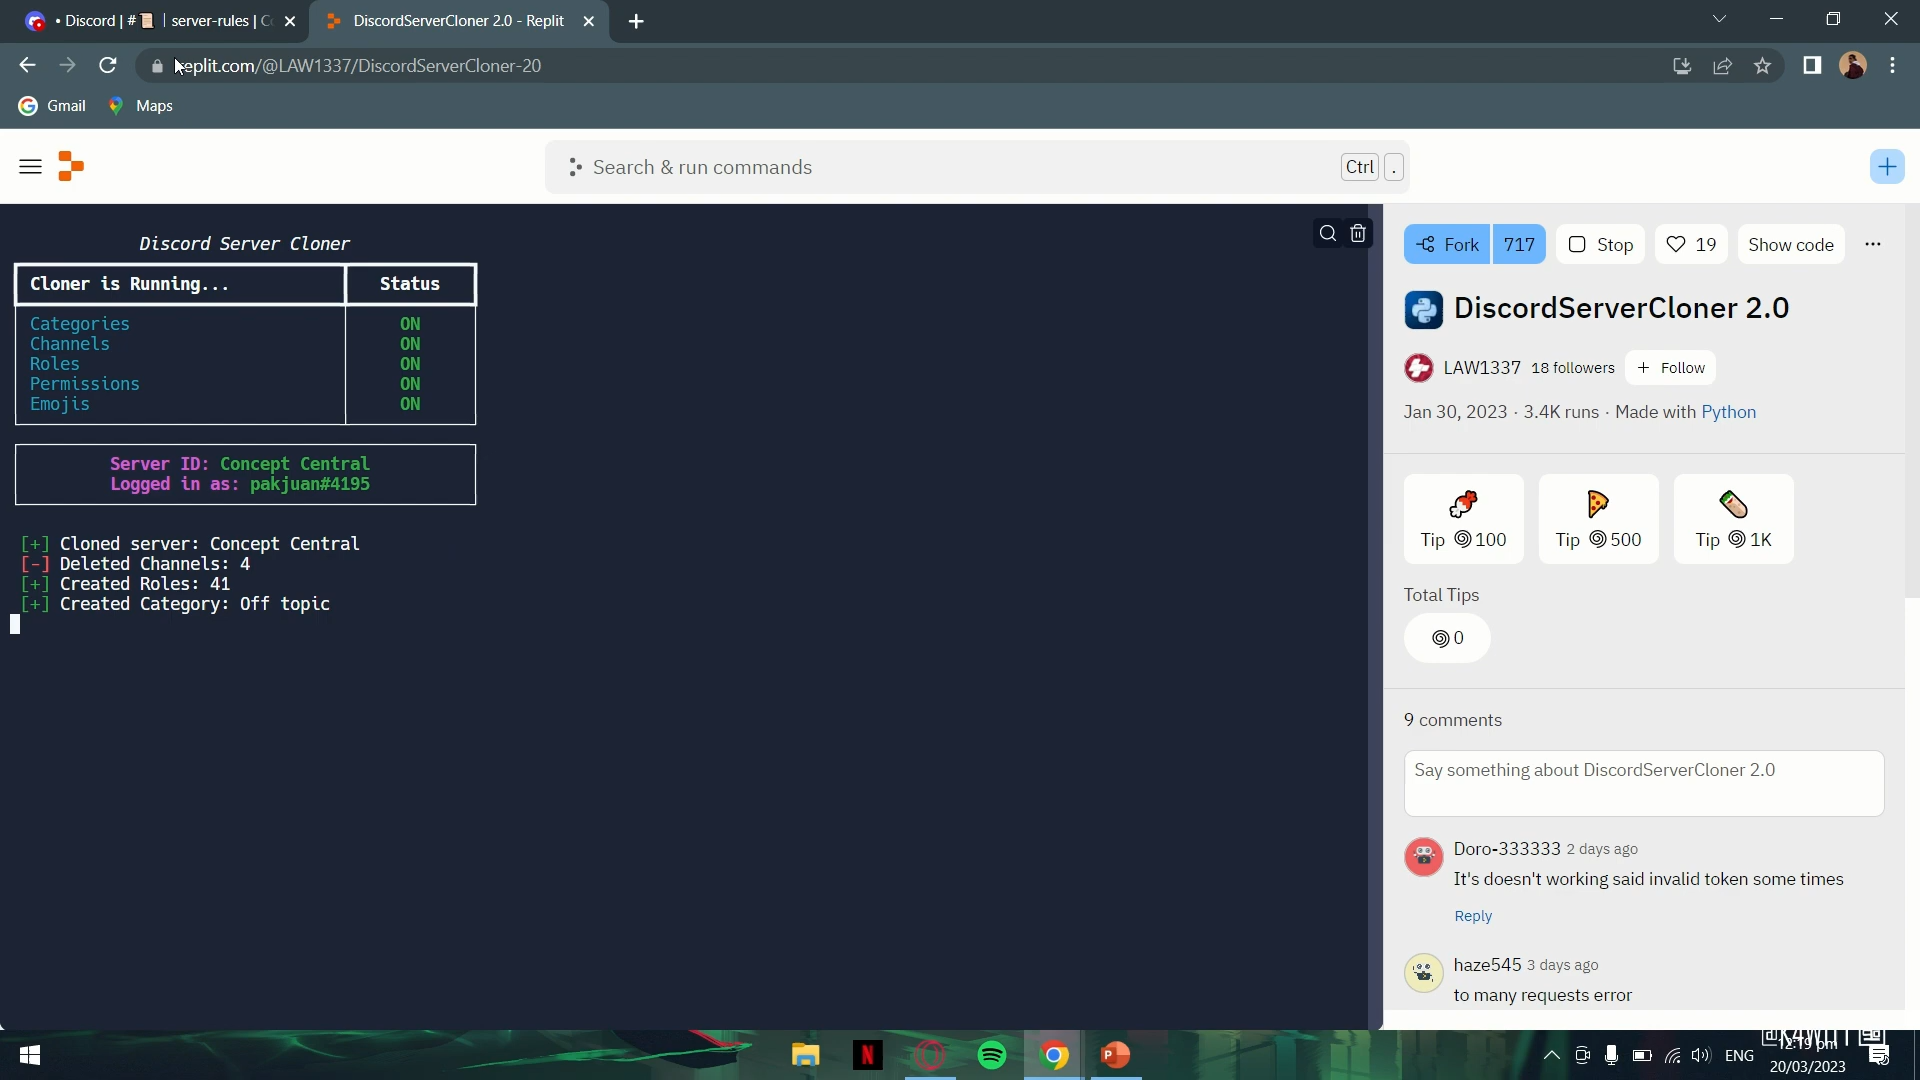 • Discord | #📜 | server-rules | Co
DiscordServerCloner 2.0 - Replit
replit.com/@LAW1337/DiscordServerCloner-20
Gmail
Maps
Search & run commands
Ctrl .
Discord Server Cloner
Cloner is Running... Status
Categories ON
Channels ON
Roles ON
Permissions ON
Emojis ON
Server ID: Concept Central
Logged in as: pakjuan#4195
[+] Cloned server: Concept Central
[-] Deleted Channels: 4
[+] Created Roles: 41
[+] Created Category: Off topic
Fork 717 Stop 19 Show code ...
DiscordServerCloner 2.0
LAW1337 18 followers + Follow
Jan 30, 2023 · 3.4K runs · Made with Python
Tip 100 Tip 500 Tip 1K
Total Tips
0
9 comments
Say something about DiscordServerCloner 2.0
Doro-333333 2 days ago
It's doesn't working said invalid token some times
Reply
haze545 3 days ago
to many requests error
ENG
12:19 pm
20/03/2023